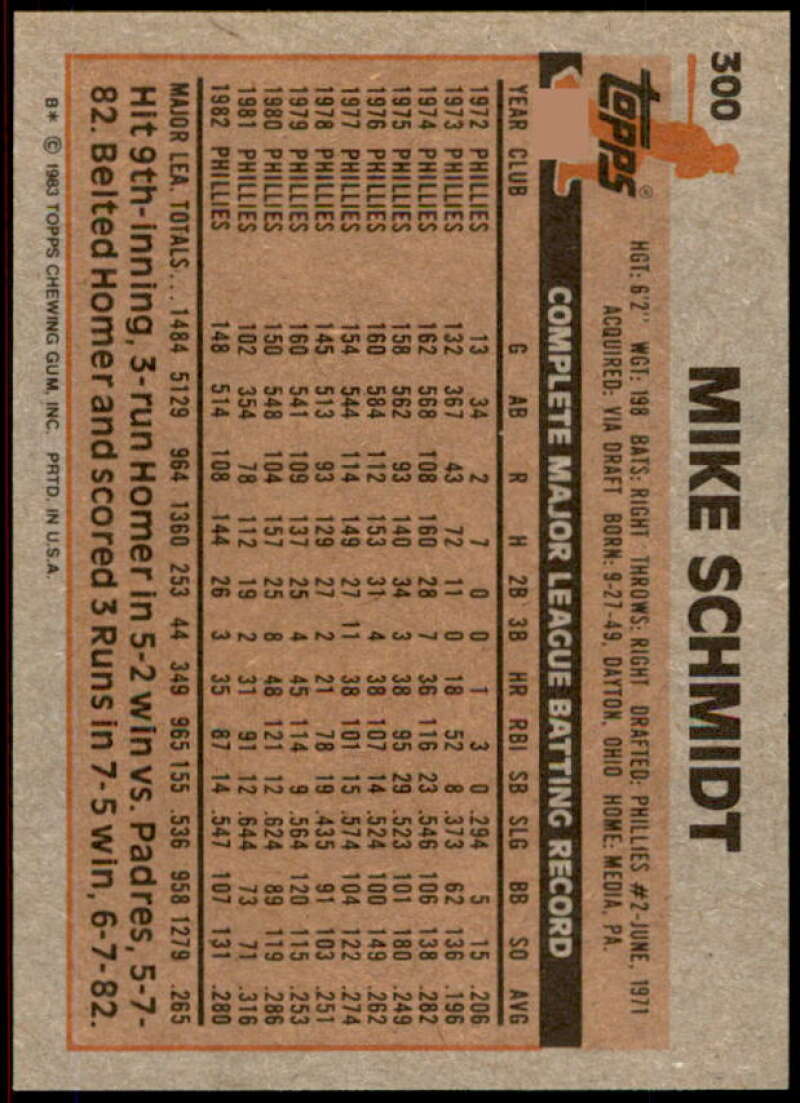 300
MIKE SCHMIDT
Topps®
HGT: 6'2" WGT: 198 BATS: RIGHT THROWS: RIGHT DRAFTED: PHILLIES #2-JUNE, 1971
ACQUIRED: VIA DRAFT BORN: 9-27-49, DAYTON, OHIO HOME: MEDIA, PA.
COMPLETE MAJOR LEAGUE BATTING RECORD
YEAR CLUB G AB R H 2B 3B HR RBI SB SLG BB SO AVG
1972 PHILLIES 13 34 2 7 0 0 1 3 0 .294 5 15 .206
1973 PHILLIES 132 367 43 72 11 0 18 52 8 .373 62 136 .196
1974 PHILLIES 162 568 108 160 28 7 36 116 23 .546 106 138 .282
1975 PHILLIES 158 562 93 140 34 3 38 95 29 .523 101 180 .249
1976 PHILLIES 160 584 112 153 31 4 38 107 14 .524 100 149 .262
1977 PHILLIES 154 544 114 149 27 11 38 101 15 .574 104 122 .274
1978 PHILLIES 145 513 93 129 27 2 21 78 19 .435 91 103 .251
1979 PHILLIES 160 541 109 137 25 4 45 114 9 .564 120 115 .253
1980 PHILLIES 150 548 104 157 25 8 48 121 12 .624 89 119 .286
1981 PHILLIES 102 354 78 112 19 2 31 91 12 .644 73 71 .316
1982 PHILLIES 148 514 108 144 26 3 35 87 14 .547 107 131 .280
MAJOR LEA. TOTALS... 1484 5129 964 1360 253 44 349 965 155 .536 958 1279 .265
Hit 9th-inning, 3-run Homer in 5-2 win vs. Padres, 5-7-
82. Belted Homer and scored 3 Runs in 7-5 win, 6-7-82.
B* © 1983 TOPPS CHEWING GUM, INC. PRTD. IN U.S.A.